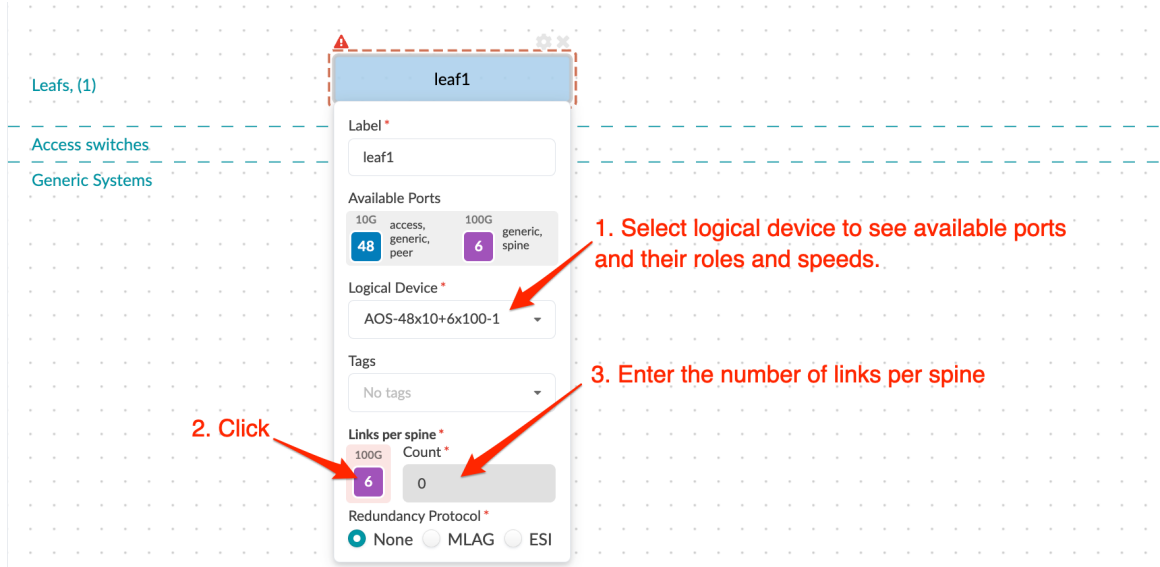 leaf1
Leafs, (1)
Label *
leaf1
Access switches
Generic Systems
Available Ports
10G
48
access,
generic,
peer
100G
6
generic,
spine
1. Select logical device to see available ports
and their roles and speeds.
Logical Device *
AOS-48x10+6x100-1
Tags
No tags
3. Enter the number of links per spine
2. Click
Links per spine *
100G
6
Count *
0
Redundancy Protocol *
None MLAG ESI